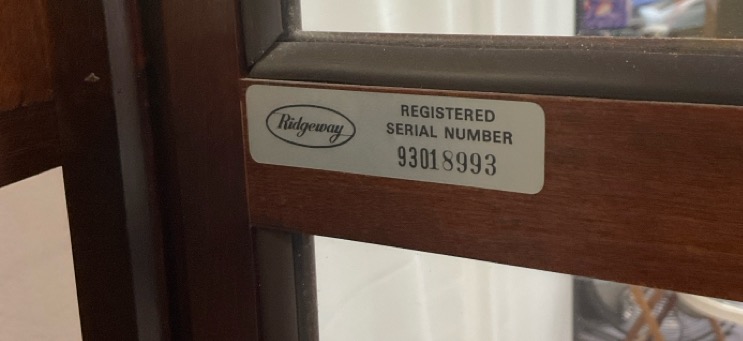 Ridgeway
REGISTERED
SERIAL NUMBER
93018993